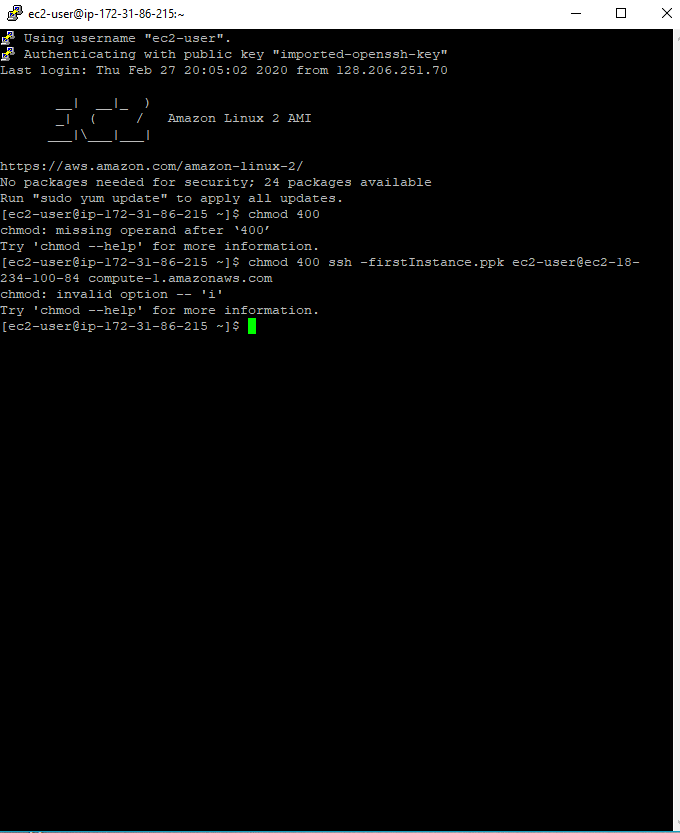 ec2-user@ip-172-31-86-215:~
Using username "ec2-user".
Authenticating with public key "imported-openssh-key"
Last login: Thu Feb 27 20:05:02 2020 from 128.206.251.70
       __|  __|_  )
       _|  (     /   Amazon Linux 2 AMI
      ___|\___|___|
https://aws.amazon.com/amazon-linux-2/
No packages needed for security; 24 packages available
Run "sudo yum update" to apply all updates.
[ec2-user@ip-172-31-86-215 ~]$ chmod 400
chmod: missing operand after ‘400’
Try 'chmod --help' for more information.
[ec2-user@ip-172-31-86-215 ~]$ chmod 400 ssh -firstInstance.ppk ec2-user@ec2-18-
234-100-84 compute-1.amazonaws.com
chmod: invalid option -- 'i'
Try 'chmod --help' for more information.
[ec2-user@ip-172-31-86-215 ~]$